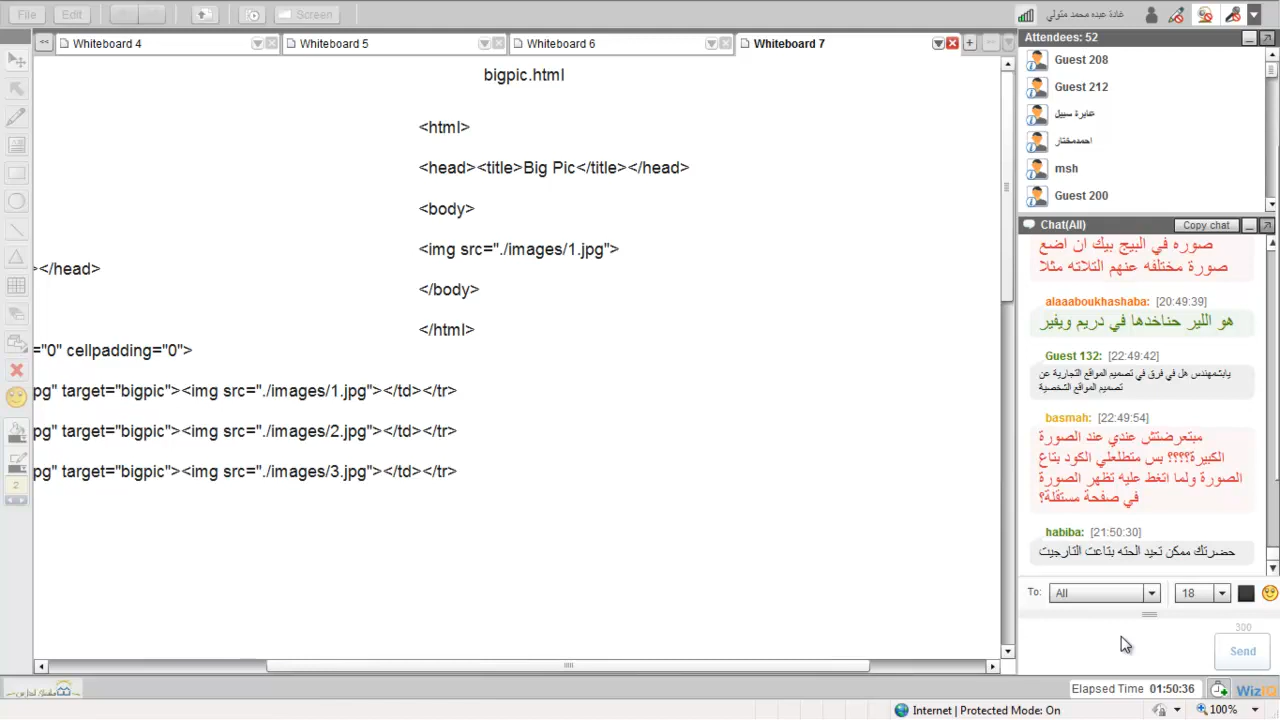 File
Edit
Screen
غادة عبده محمد متولي
Whiteboard 4
Whiteboard 5
Whiteboard 6
Whiteboard 7
Attendees: 52
Guest 208
Guest 212
عابرة سبيل
احمدمختار
msh
Guest 200
bigpic.html
<html>
<head><title>Big Pic</title></head>
<body>
<img src="./images/1.jpg">
></head>
</body>
</html>
="0" cellpadding="0">
pg" target="bigpic"><img src="./images/1.jpg"></td></tr>
pg" target="bigpic"><img src="./images/2.jpg"></td></tr>
pg" target="bigpic"><img src="./images/3.jpg"></td></tr>
2
Chat(All)
Copy chat
صوره في البيج بيك ان اضع
صورة مختلفه عنهم التلاته مثلا
alaaaboukhashaba: [20:49:39]
هو اللير حناخدها في دريم ويفير
Guest 132: [22:49:42]
يابشمهندس هل في فرق في تصميم المواقع التجارية عن
تصميم المواقع الشخصية
basmah: [22:49:54]
مبتعرضتش عندي عند الصورة
الكبيرة؟؟؟؟ بس متطلعلي الكود بتاع
الصورة ولما اتغط عليه تظهر الصورة
في صفحة مستقلة؟
habiba: [21:50:30]
حضرتك ممكن تعيد الحته بتاعت التارجيت
To: All 18
300
Send
Elapsed Time 01:50:36
WizIQ
Internet | Protected Mode: On
100%